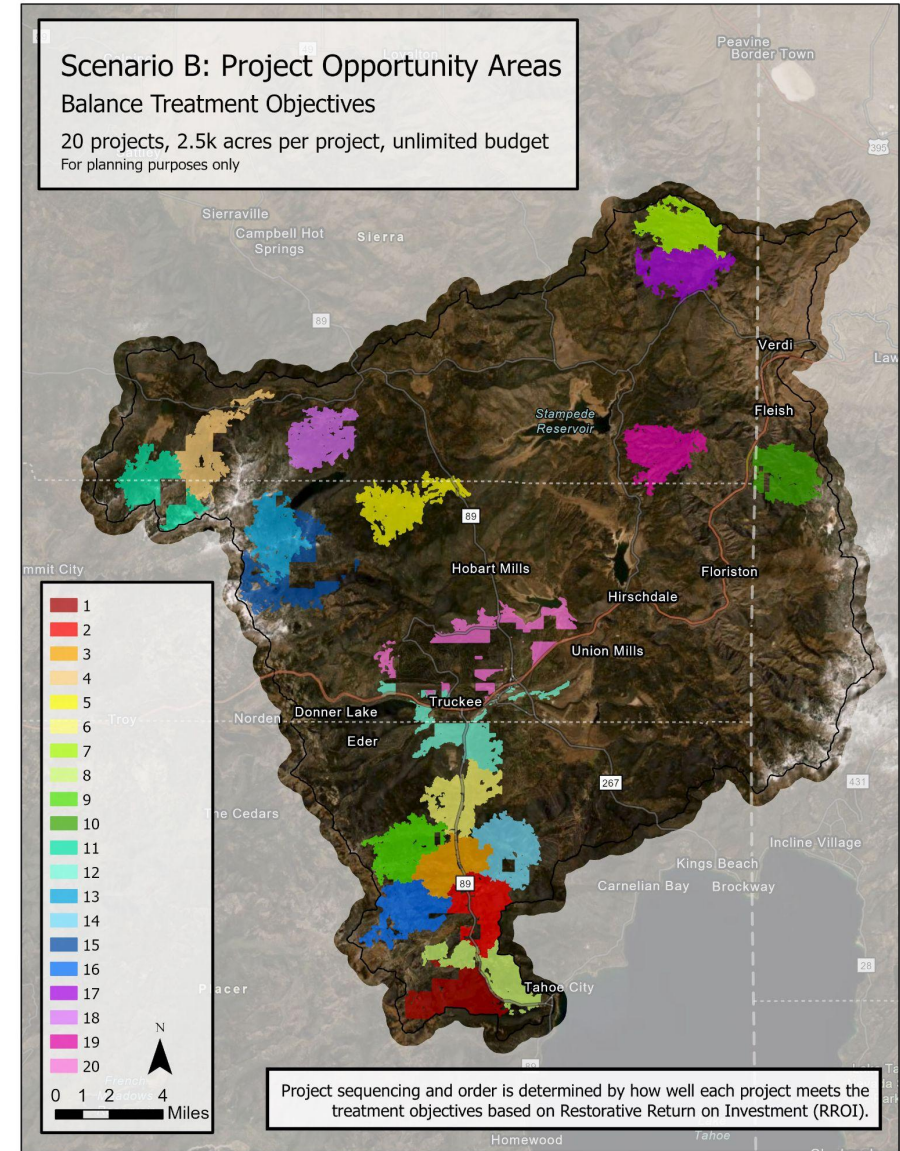 Scenario B: Project Opportunity Areas
Balance Treatment Objectives
20 projects, 2.5k acres per project, unlimited budget
For planning purposes only
Peavine
Border Town
395
Sierraville
Campbell Hot
Springs
Sierra
89
Verdi
Fleish
Stampede
Reservoir
89
Hobart Mills
Floriston
Hirschdale
Union Mills
mmit City
Truckee
Troy
Norden
Donner Lake
Eder
267
431
The Cedars
Incline Village
Kings Beach
Carnelian Bay
Brockway
89
28
Placer
Tahoe City
89
1
2
3
4
5
6
7
8
9
10
11
12
13
14
15
16
17
18
19
20
N
0 1 2 4
Miles
Project sequencing and order is determined by how well each project meets the
treatment objectives based on Restorative Return on Investment (RROI).
Homewood
Tahoe